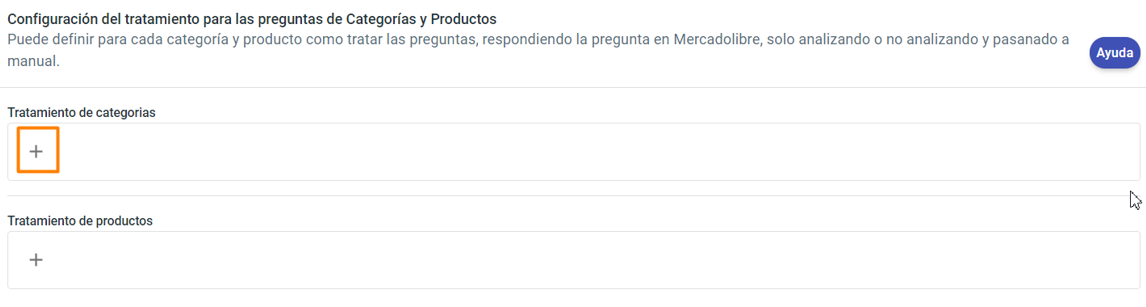 Configuración del tratamiento para las preguntas de Categorías y Productos
Puede definir para cada categoría y producto como tratar las preguntas, respondiendo la pregunta en Mercadolibre, solo analizando o no analizando y pasanado a
manual.
Ayuda
Tratamiento de categorias
+
Tratamiento de productos
+